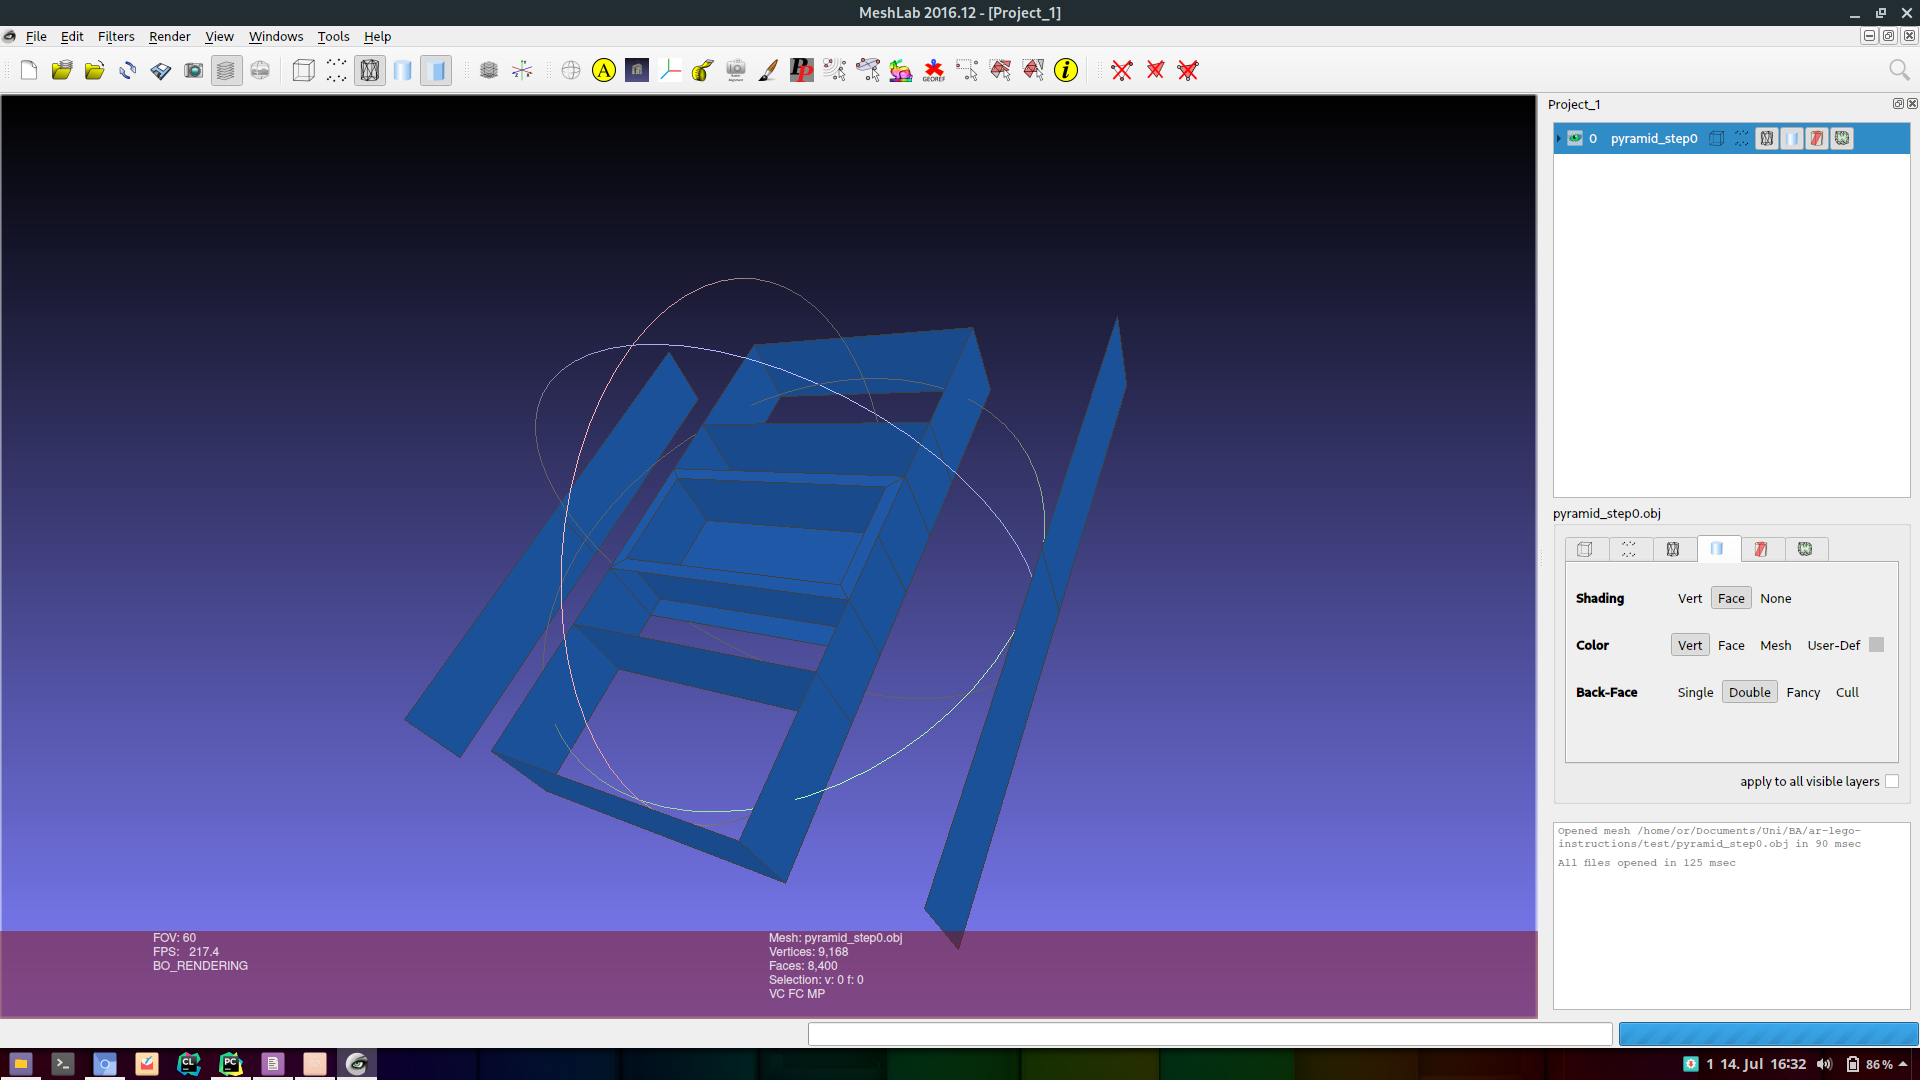 MeshLab 2016.12 - [Project_1]
File Edit Filters Render View Windows Tools Help
A
PP
GEOREF
i
Project_1
0 pyramid_step0
pyramid_step0.obj
Shading Vert Face None
Color Vert Face Mesh User-Def
Back-Face Single Double Fancy Cull
apply to all visible layers
Opened mesh /home/or/Documents/Uni/BA/ar-lego-
instructions/test/pyramid_step0.obj in 90 msec
All files opened in 125 msec
FOV: 60
FPS: 217.4
BO_RENDERING
Mesh: pyramid_step0.obj
Vertices: 9,168
Faces: 8,400
Selection: v: 0 f: 0
VC FC MP
CL
PC
1 14. Jul 16:32 86%